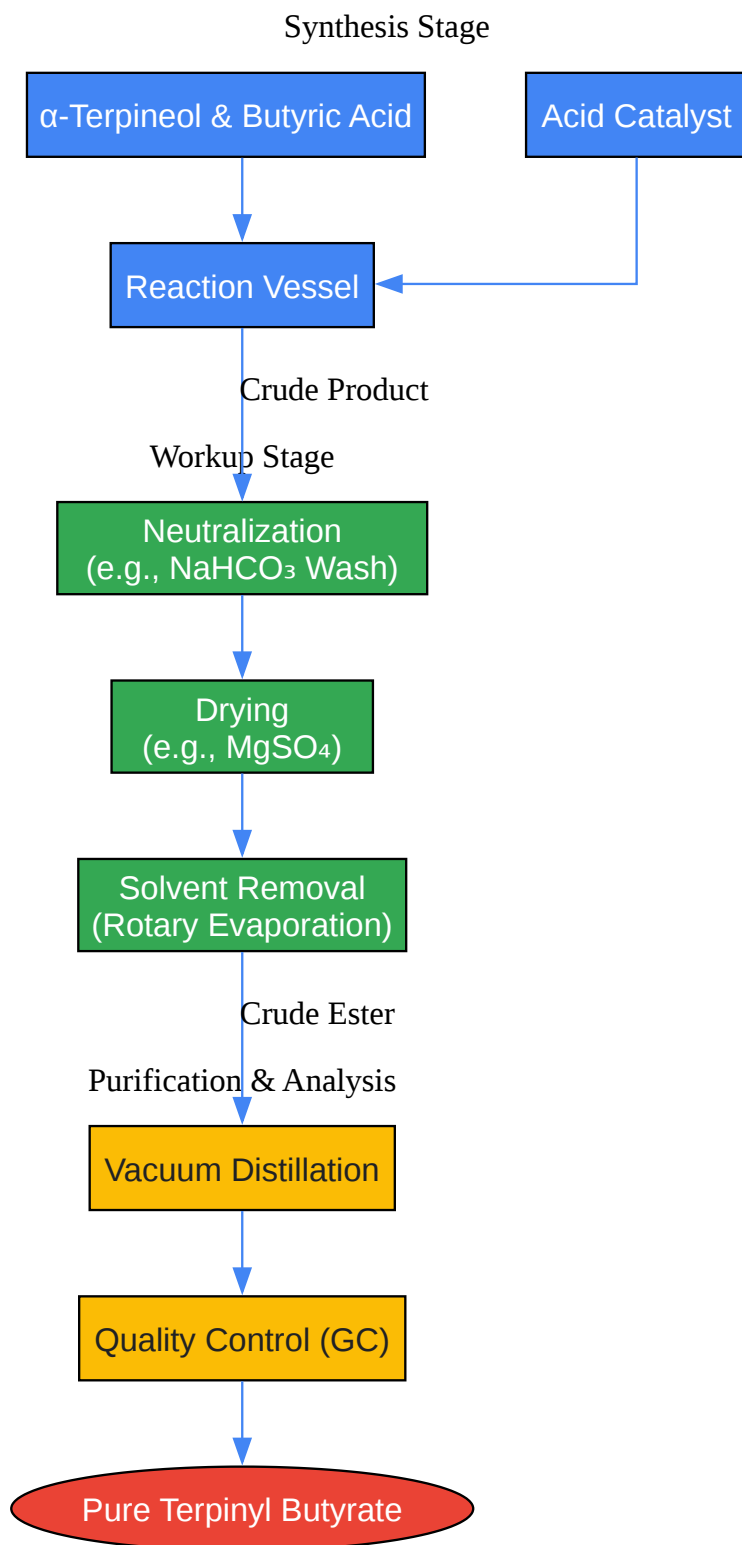 Synthesis Stage
α-Terpineol & Butyric Acid
Acid Catalyst
Reaction Vessel
Crude Product
Workup Stage
Neutralization
(e.g., NaHCO₃ Wash)
Drying
(e.g., MgSO₄)
Solvent Removal
(Rotary Evaporation)
Crude Ester
Purification & Analysis
Vacuum Distillation
Quality Control (GC)
Pure Terpinyl Butyrate